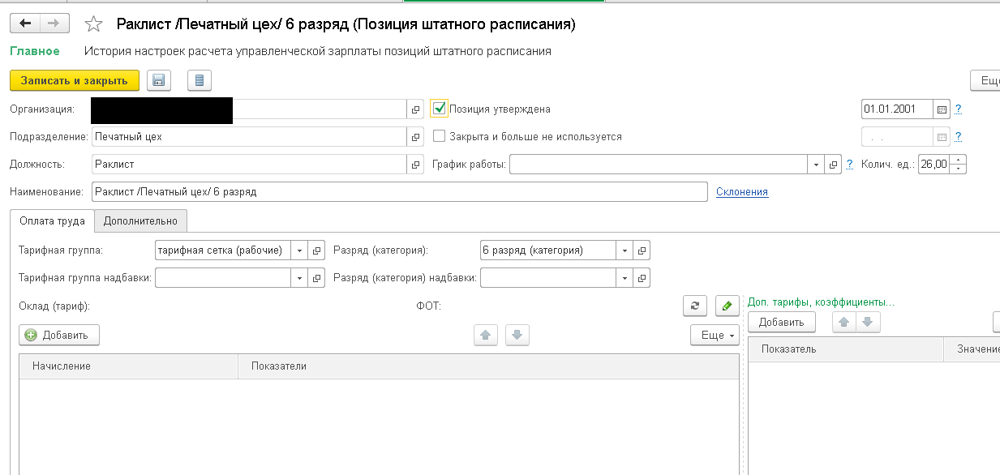 Раклист /Печатный цех/ 6 разряд (Позиция штатного расписания)
Главное История настроек расчета управленческой зарплаты позиций штатного расписания
Записать и закрыть Ещ
Организация: Позиция утверждена 01.01.2001 ?
Подразделение: Печатный цех Закрыта и больше не используется . . ?
Должность: Раклист График работы: ? Колич. ед.: 26,00
Наименование: Раклист /Печатный цех/ 6 разряд Склонения
Оплата труда Дополнительно
Тарифная группа: тарифная сетка (рабочие) Разряд (категория): 6 разряд (категория)
Тарифная группа надбавки: Разряд (категория) надбавки:
Оклад (тариф): ФОТ: Доп. тарифы, коэффициенты...
Добавить Еще Добавить
Начисление Показатели Показатель Значение